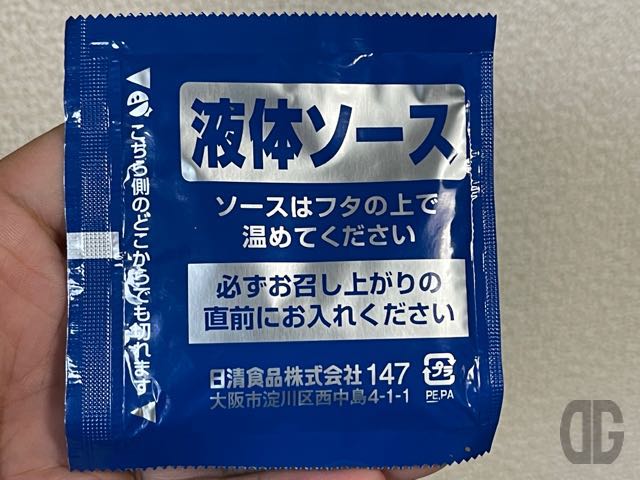 液体ソース
ソースはフタの上で
温めてください
必ずお召し上がりの
直前にお入れください
日清食品株式会社 147
大阪市淀川区西中島4-1-1
プラ
PE,PA
こちら側のどこからでも切れます
DG